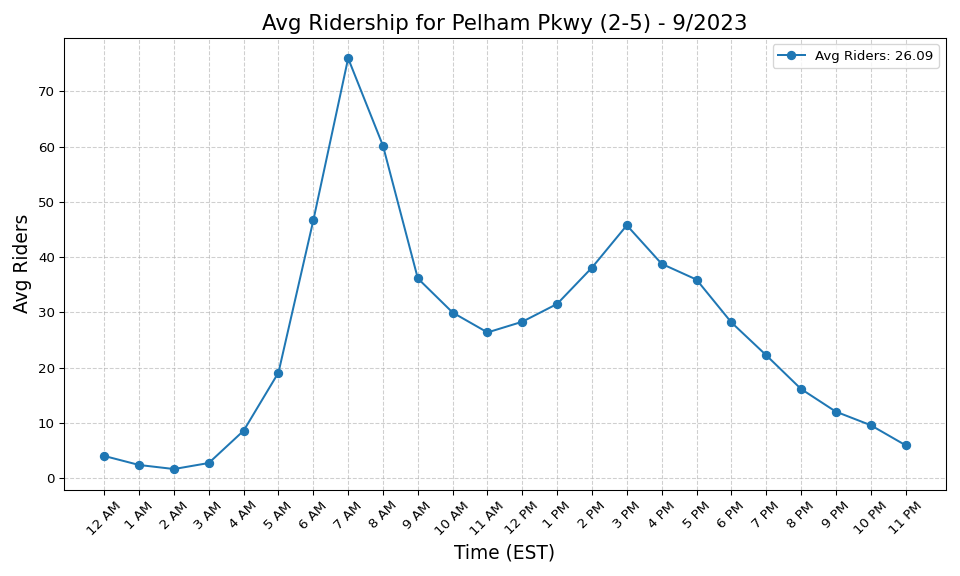 Avg Ridership for Pelham Pkwy (2-5) - 9/2023
Avg Riders: 26.09
Avg Riders
70
60
50
40
30
20
10
0
12 AM 1 AM 2 AM 3 AM 4 AM 5 AM 6 AM 7 AM 8 AM 9 AM 10 AM 11 AM 12 PM 1 PM 2 PM 3 PM 4 PM 5 PM 6 PM 7 PM 8 PM 9 PM 10 PM 11 PM
Time (EST)